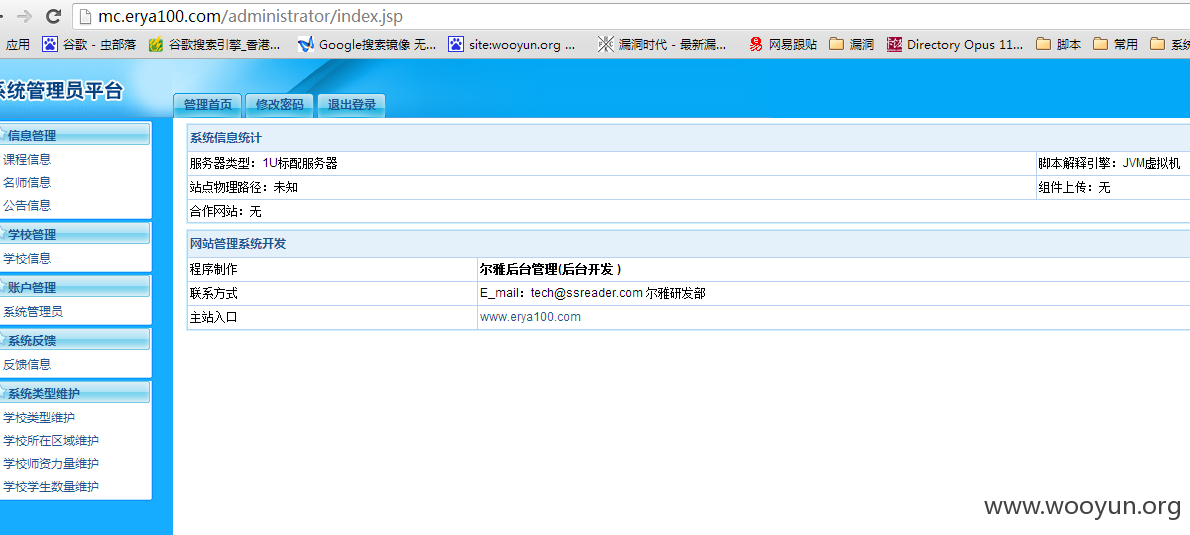 mc.erya100.com/administrator/index.jsp
应用 谷歌 - 虫部落 谷歌搜索引擎_香港... Google搜索镜像 无... site:wooyun.org ... 漏洞时代 - 最新漏... 网易跟贴 漏洞 Directory Opus 11... 脚本 常用 系统
系统管理员平台
管理首页 修改密码 退出登录
信息管理
课程信息
名师信息
公告信息
学校管理
学校信息
账户管理
系统管理员
系统反馈
反馈信息
系统类型维护
学校类型维护
学校所在区域维护
学校师资力量维护
学校学生数量维护
系统信息统计
服务器类型：1U标配服务器 脚本解释引擎：JVM虚拟机
站点物理路径：未知 组件上传：无
合作网站：无
网站管理系统开发
程序制作 尔雅后台管理(后台开发 )
联系方式 E_mail：tech@ssreader.com 尔雅研发部
主站入口 www.erya100.com
www.wooyun.org